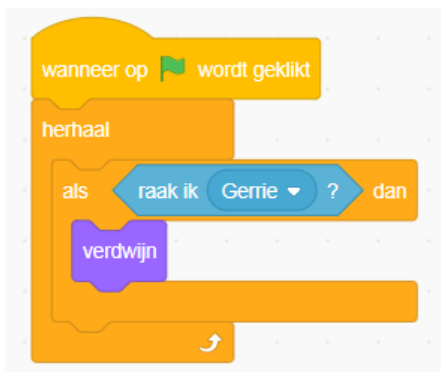 wanneer op wordt geklikt
herhaal
als raak ik Gerrie ? dan
verdwijn